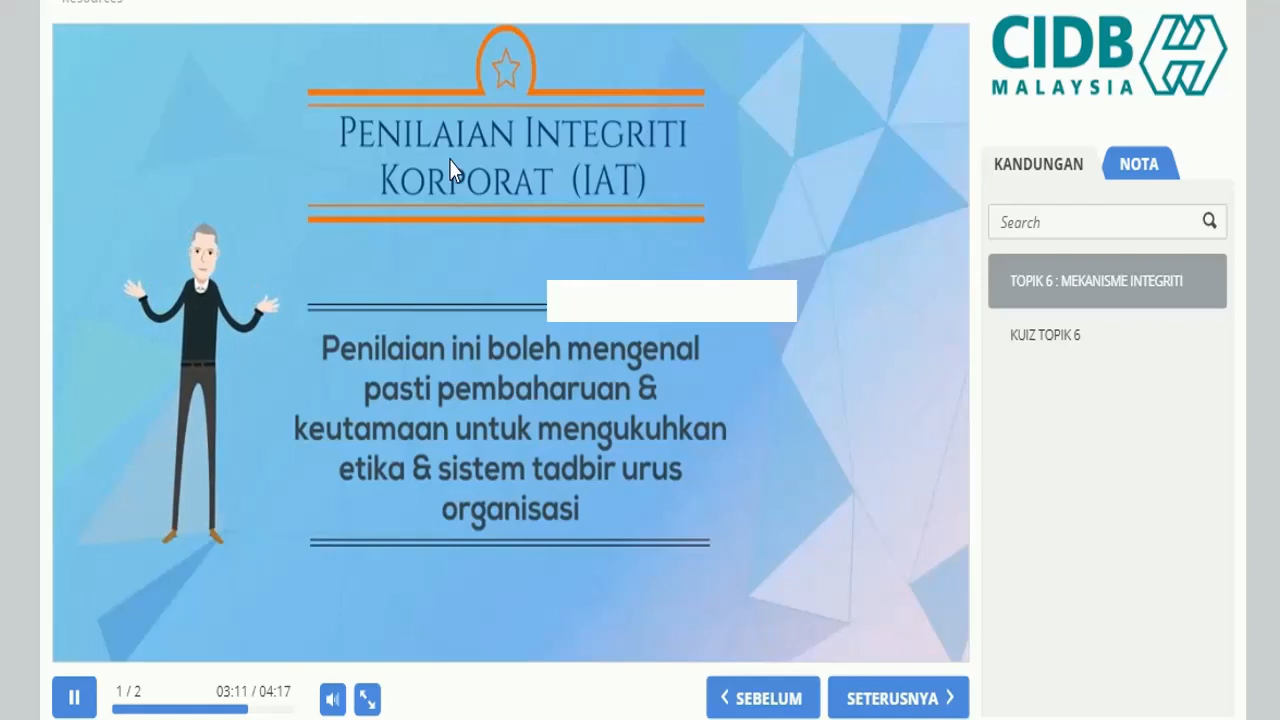 Resources
CIDB
MALAYSIA
PENILAIAN INTEGRITI
KORPORAT (IAT)
Penilaian ini boleh mengenal
pasti pembaharuan &
keutamaan untuk mengukuhkan
etika & sistem tadbir urus
organisasi
KANDUNGAN
NOTA
Search
TOPIK 6 : MEKANISME INTEGRITI
KUIZ TOPIK 6
1 / 2
03:11 / 04:17
SEBELUM
SETERUSNYA